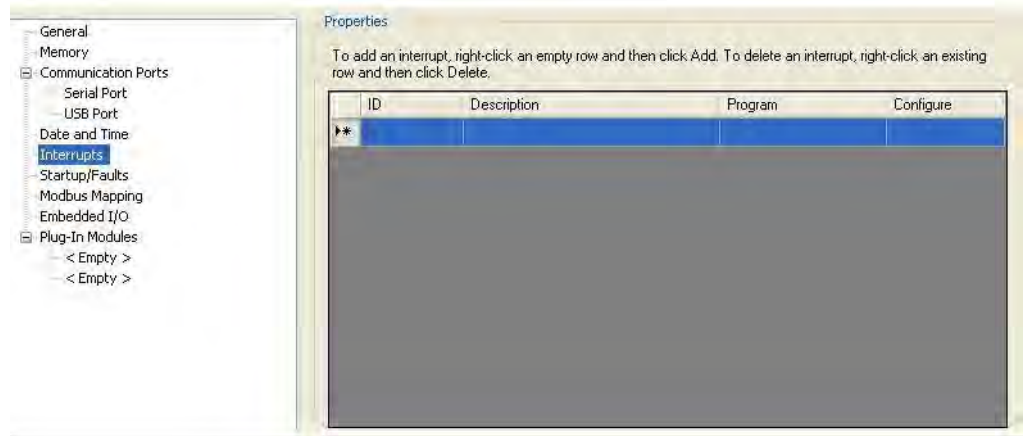 General
Memory
Communication Ports
Serial Port
USB Port
Date and Time
Interrupts
Startup/Faults
Modbus Mapping
Embedded I/O
Plug-In Modules
< Empty >
< Empty >
Properties
To add an interrupt, right-click an empty row and then click Add. To delete an interrupt, right-click an existing
row and then click Delete.
ID Description Program Configure